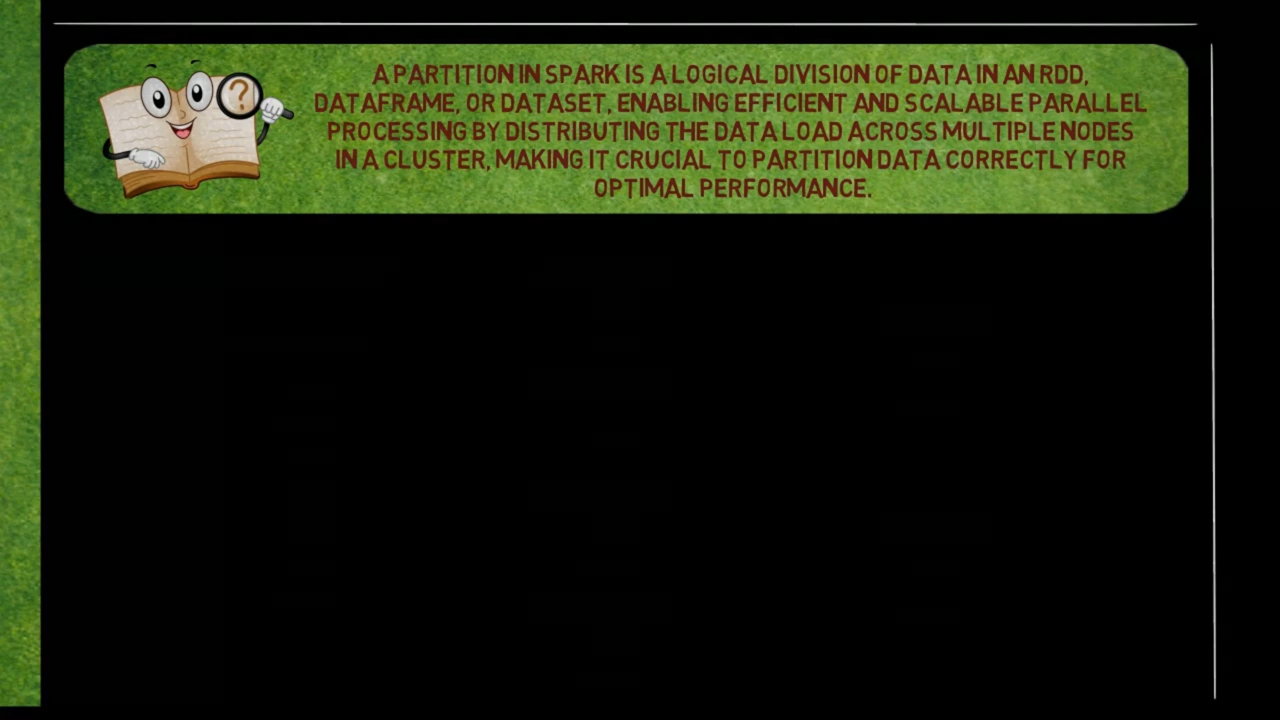 A PARTITION IN SPARK IS A LOGICAL DIVISION OF DATA IN AN RDD,
DATAFRAME, OR DATASET, ENABLING EFFICIENT AND SCALABLE PARALLEL
PROCESSING BY DISTRIBUTING THE DATA LOAD ACROSS MULTIPLE NODES
IN A CLUSTER, MAKING IT CRUCIAL TO PARTITION DATA CORRECTLY FOR
OPTIMAL PERFORMANCE.
?